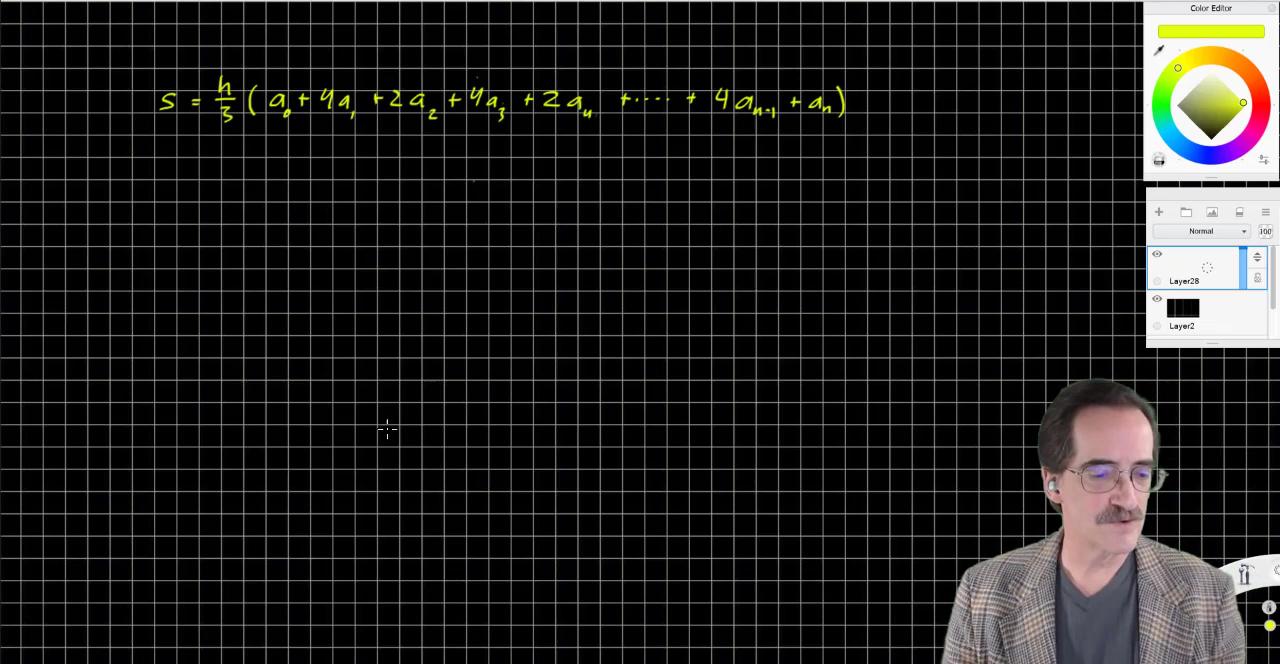 Color Editor
s = h/3 ( a₀ + 4a₁ + 2a₂ + 4a₃ + 2a₄ + .... + 4aₙ₋₁ + aₙ )
Normal
100
Layer28
Layer2